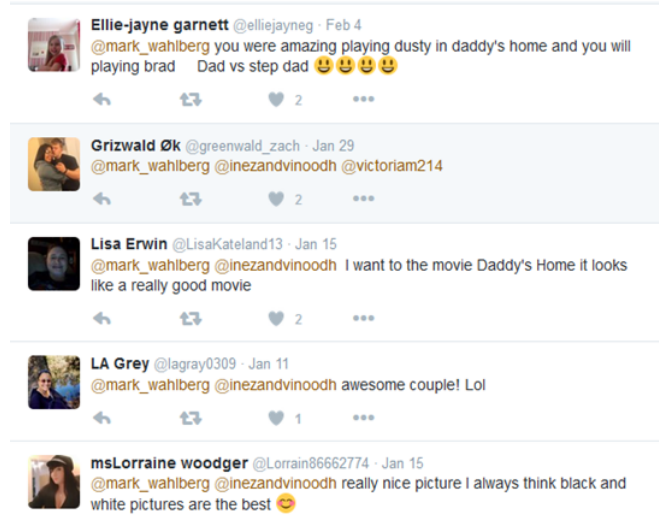 Ellie-jayne garnett @elliejayneg · Feb 4
@mark_wahlberg you were amazing playing dusty in daddy's home and you will
playing brad Dad vs step dad 😃😃😃😃
2
Grizwald Øk @greenwald_zach · Jan 29
@mark_wahlberg @inezandvinoodh @victoriam214
2
Lisa Erwin @LisaKateland13 · Jan 15
@mark_wahlberg @inezandvinoodh I want to the movie Daddy's Home it looks
like a really good movie
2
LA Grey @lagray0309 · Jan 11
@mark_wahlberg @inezandvinoodh awesome couple! Lol
1
msLorraine woodger @Lorrain86662774 · Jan 15
@mark_wahlberg @inezandvinoodh really nice picture I always think black and
white pictures are the best 😊